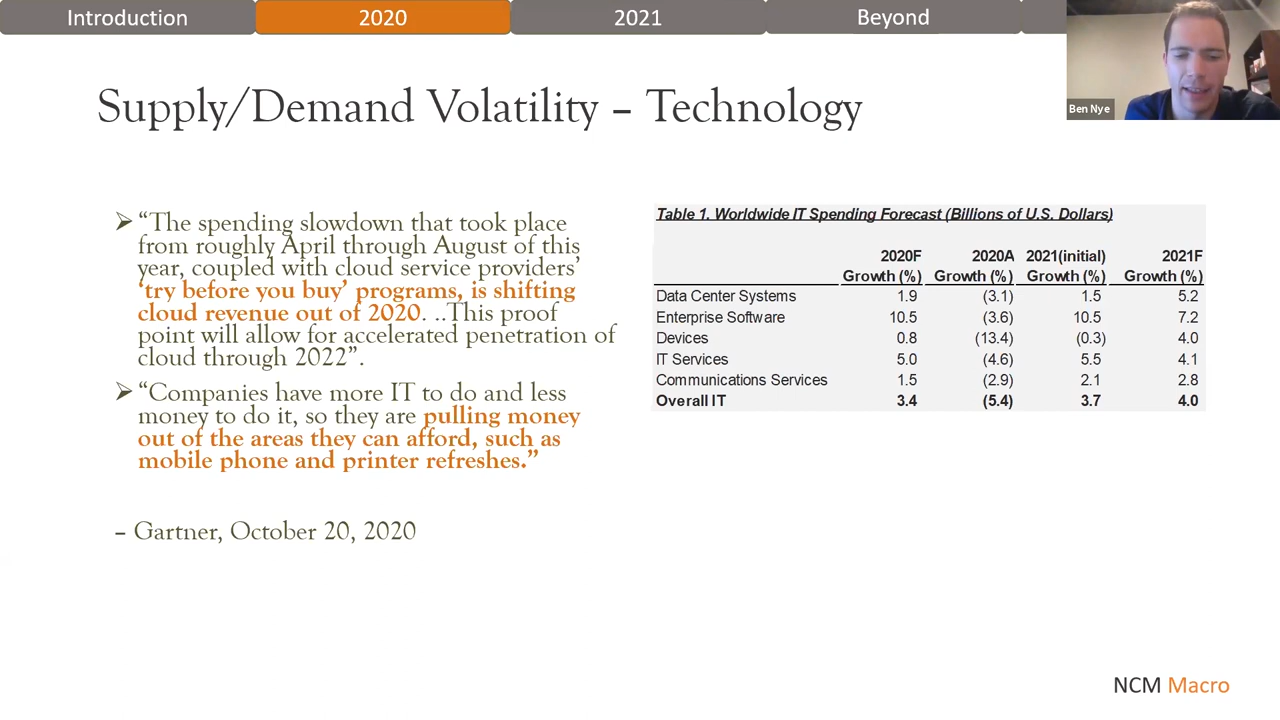 Introduction 2020 2021 Beyond
Ben Nye
Supply/Demand Volatility – Technology
➢ “The spending slowdown that took place
from roughly April through August of this
year, coupled with cloud service providers’
‘try before you buy’ programs, is shifting
cloud revenue out of 2020. ..This proof
point will allow for accelerated penetration of
cloud through 2022”.
➢ “Companies have more IT to do and less
money to do it, so they are pulling money
out of the areas they can afford, such as
mobile phone and printer refreshes.”
– Gartner, October 20, 2020
Table 1. Worldwide IT Spending Forecast (Billions of U.S. Dollars)
2020F 2020A 2021(initial) 2021F
Growth (%) Growth (%) Growth (%) Growth (%)
Data Center Systems 1.9 (3.1) 1.5 5.2
Enterprise Software 10.5 (3.6) 10.5 7.2
Devices 0.8 (13.4) (0.3) 4.0
IT Services 5.0 (4.6) 5.5 4.1
Communications Services 1.5 (2.9) 2.1 2.8
Overall IT 3.4 (5.4) 3.7 4.0
NCM Macro